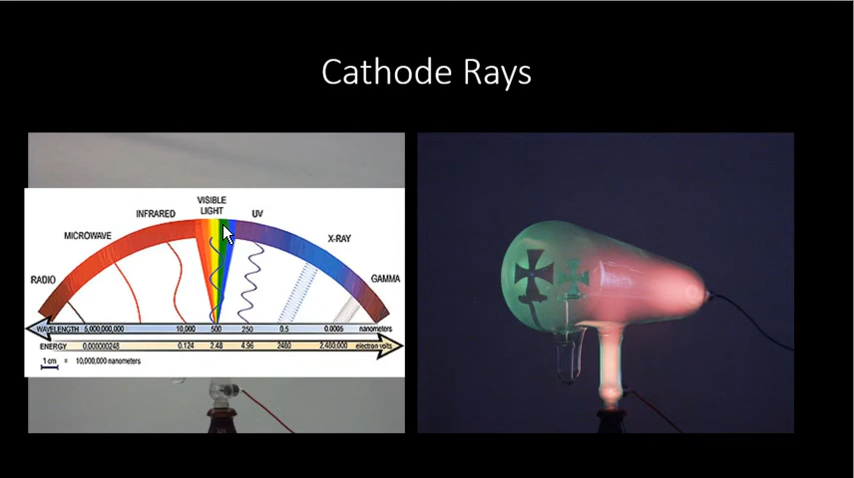 Cathode Rays
VISIBLE
LIGHT
INFRARED
UV
MICROWAVE
X-RAY
RADIO
GAMMA
WAVELENGTH 5,000,000,000 10,000 500 250 0.5 0.0005 nanometers
ENERGY 0.000000248 0.124 2.48 4.96 2480 2,480,000 electron volts
1 cm = 10,000,000 nanometers